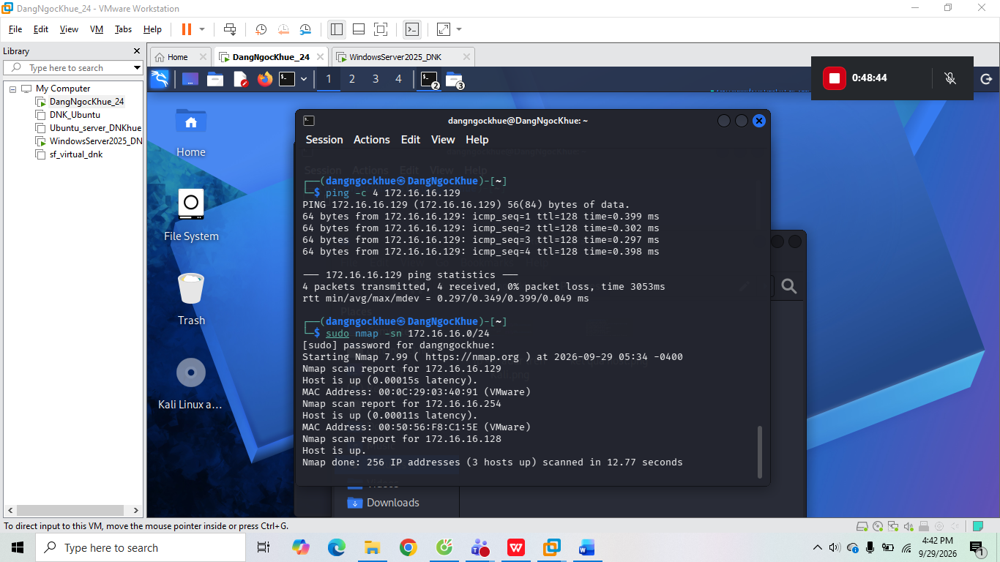 DangNgocKhue_24 - VMware Workstation
File Edit View VM Tabs Help
Library
Type here to search
My Computer
DangNgocKhue_24
DNK_Ubuntu
Ubuntu_server_DNKhue
WindowsServer2025_DN
sf_virtual_dnk
Home DangNgocKhue_24 WindowsServer2025_DNK
1 2 3 4 2 3
0:48:44
Home
File System
Trash
Kali Linux a...
dangngockhue@DangNgocKhue: ~
Session Actions Edit View Help
┌──(dangngockhue㉿DangNgocKhue)-[~]
└─$ ping -c 4 172.16.16.129
PING 172.16.16.129 (172.16.16.129) 56(84) bytes of data.
64 bytes from 172.16.16.129: icmp_seq=1 ttl=128 time=0.399 ms
64 bytes from 172.16.16.129: icmp_seq=2 ttl=128 time=0.302 ms
64 bytes from 172.16.16.129: icmp_seq=3 ttl=128 time=0.297 ms
64 bytes from 172.16.16.129: icmp_seq=4 ttl=128 time=0.398 ms
--- 172.16.16.129 ping statistics ---
4 packets transmitted, 4 received, 0% packet loss, time 3053ms
rtt min/avg/max/mdev = 0.297/0.349/0.399/0.049 ms
┌──(dangngockhue㉿DangNgocKhue)-[~]
└─$ sudo nmap -sn 172.16.16.0/24
[sudo] password for dangngockhue:
Starting Nmap 7.99 ( https://nmap.org ) at 2026-09-29 05:34 -0400
Nmap scan report for 172.16.16.129
Host is up (0.00015s latency).
MAC Address: 00:0C:29:03:40:91 (VMware)
Nmap scan report for 172.16.16.254
Host is up (0.00011s latency).
MAC Address: 00:50:56:F8:C1:5E (VMware)
Nmap scan report for 172.16.16.128
Host is up.
Nmap done: 256 IP addresses (3 hosts up) scanned in 12.77 seconds
Downloads
To direct input to this VM, move the mouse pointer inside or press Ctrl+G.
Type here to search
4:42 PM
9/29/2026
1